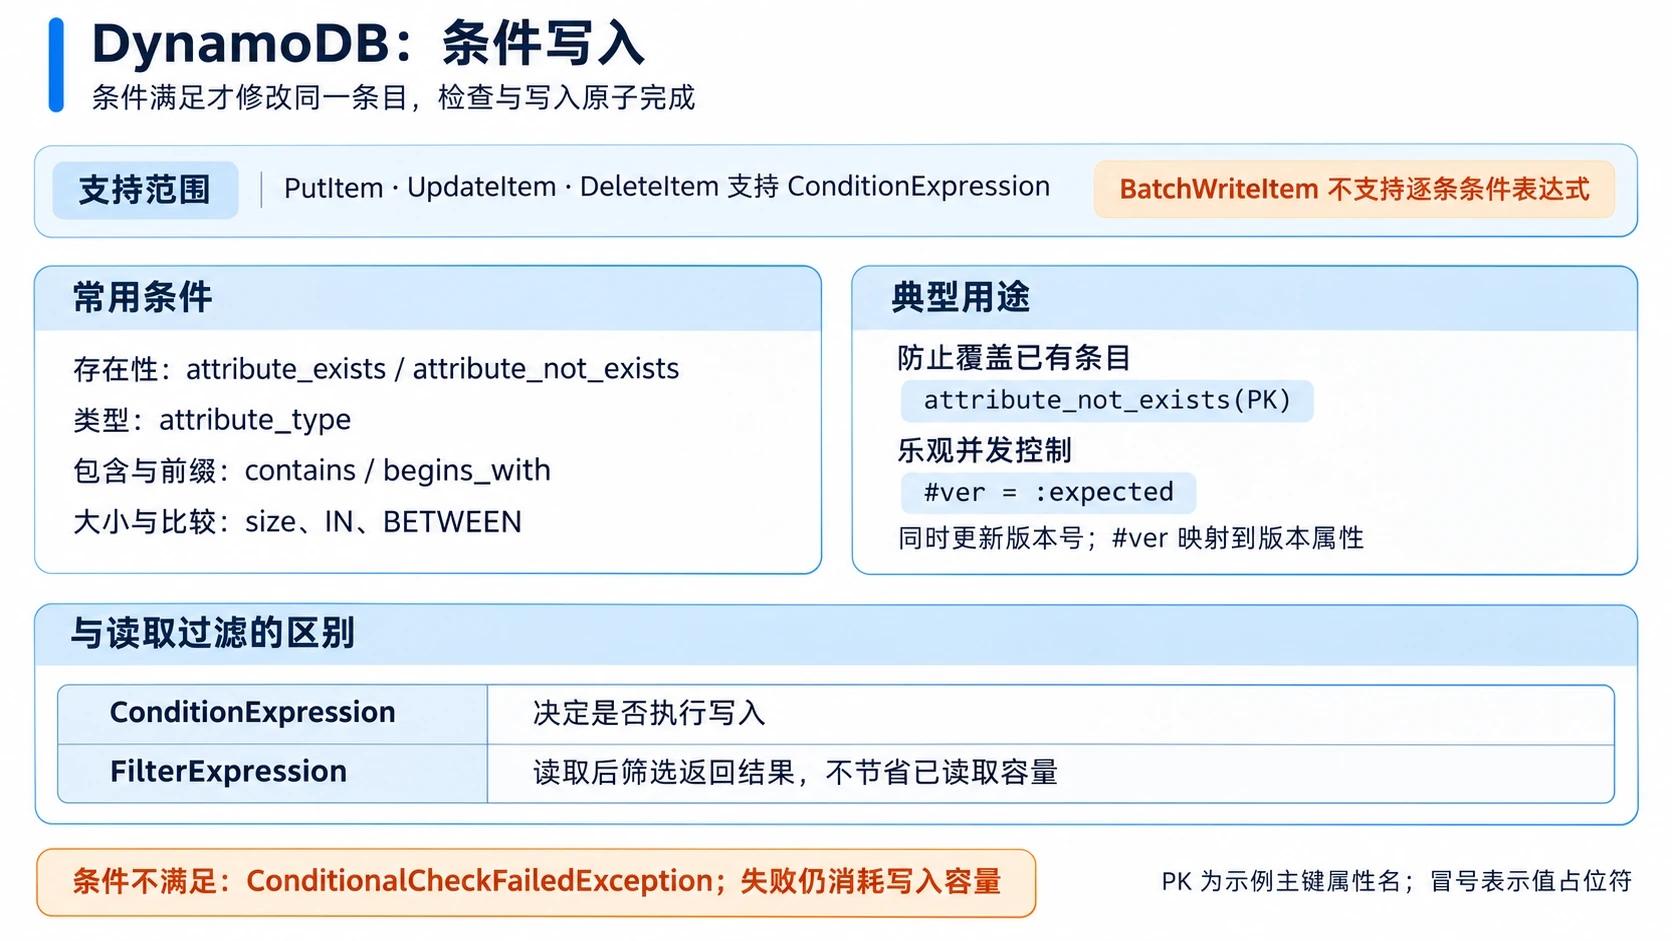 DynamoDB：条件写入
条件满足才修改同一条目，检查与写入原子完成
支持范围
PutItem · UpdateItem · DeleteItem 支持 ConditionExpression
BatchWriteItem 不支持逐条条件表达式
常用条件
存在性：attribute_exists / attribute_not_exists
类型：attribute_type
包含与前缀：contains / begins_with
大小与比较：size、IN、BETWEEN
典型用途
防止覆盖已有条目
attribute_not_exists(PK)
乐观并发控制
#ver = :expected
同时更新版本号；#ver 映射到版本属性
与读取过滤的区别
ConditionExpression
决定是否执行写入
FilterExpression
读取后筛选返回结果，不节省已读取容量
条件不满足：ConditionalCheckFailedException；失败仍消耗写入容量
PK 为示例主键属性名；冒号表示值占位符